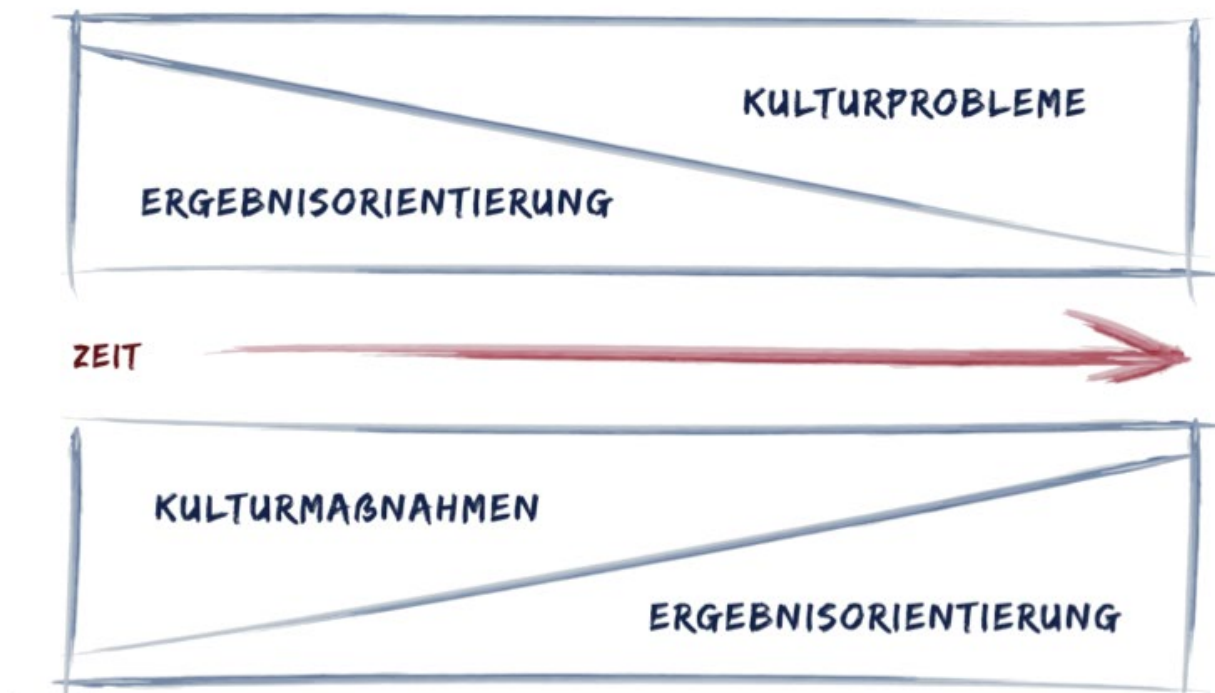 KULTURPROBLEME
ERGEBNISORIENTIERUNG
ZEIT
KULTURMAßNAHMEN
ERGEBNISORIENTIERUNG